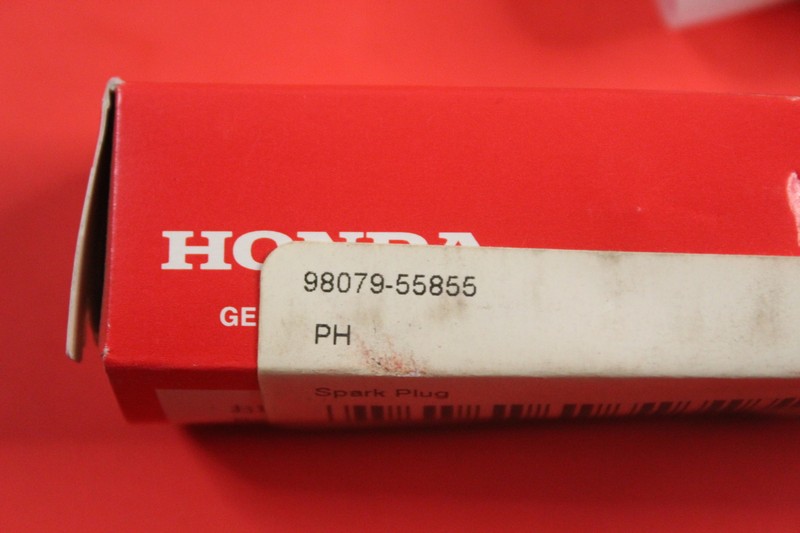 HONDA
GE
98079-55855
PH
Spark Plug